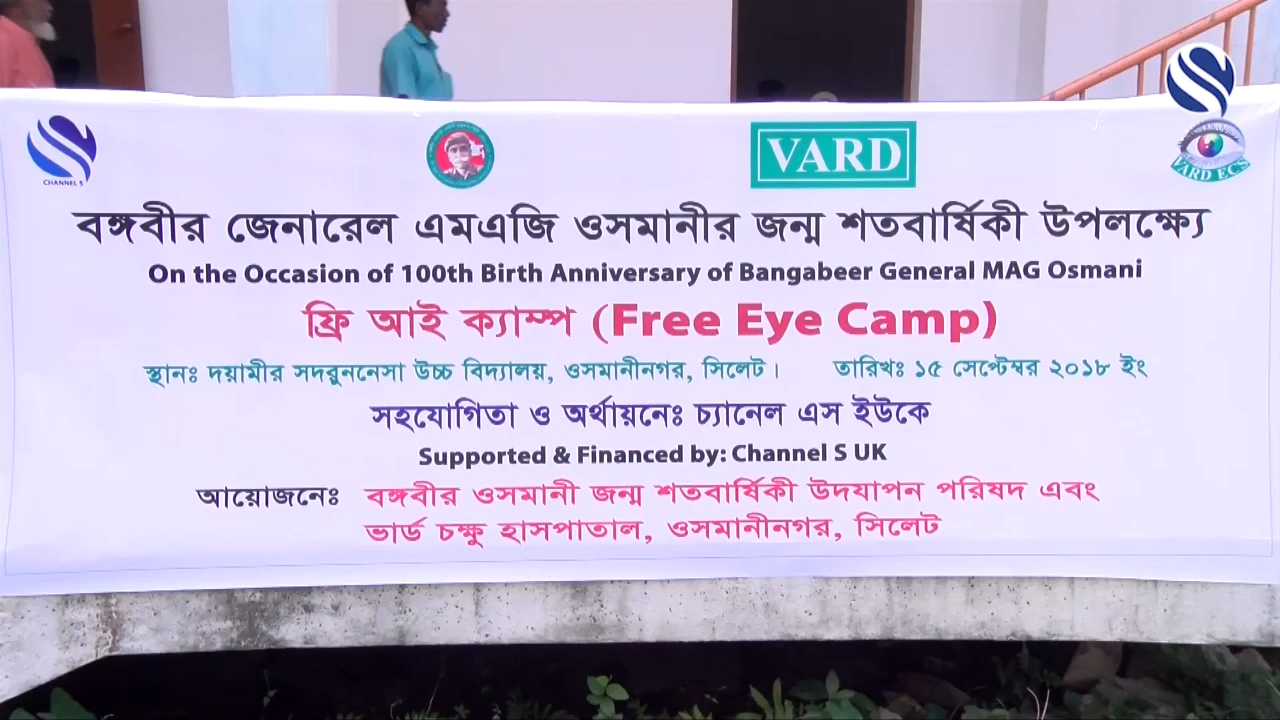 CHANNEL S
VARD
VARD ECS
বঙ্গবীর জেনারেল এমএজি ওসমানীর জন্ম শতবার্ষিকী উপলক্ষ্যে
On the Occasion of 100th Birth Anniversary of Bangabeer General MAG Osmani
ফ্রি আই ক্যাম্প (Free Eye Camp)
স্থানঃ দয়ামীর সদরুননেসা উচ্চ বিদ্যালয়, ওসমানীনগর, সিলেট। তারিখঃ ১৫ সেপ্টেম্বর ২০১৮ ইং
সহযোগিতা ও অর্থায়নেঃ চ্যানেল এস ইউকে
Supported & Financed by: Channel S UK
আয়োজনেঃ বঙ্গবীর ওসমানী জন্ম শতবার্ষিকী উদযাপন পরিষদ এবং
ভার্ড চক্ষু হাসপাতাল, ওসমানীনগর, সিলেট